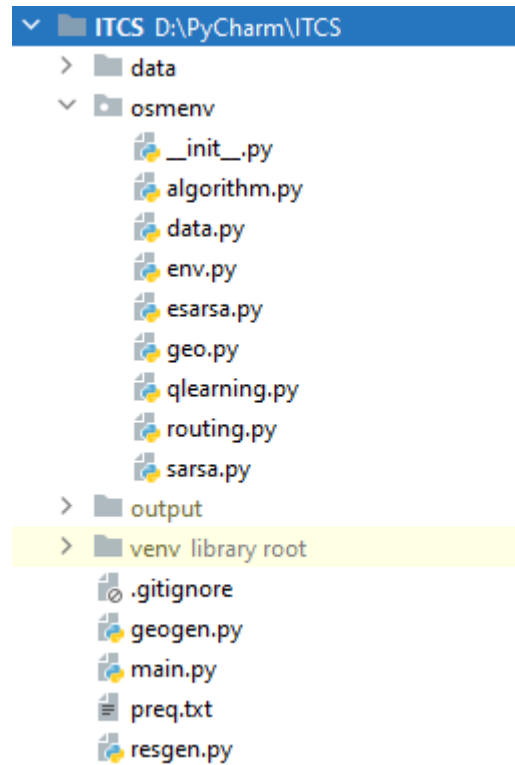 ITCS D:\PyCharm\ITCS
data
osmenv
__init__.py
algorithm.py
data.py
env.py
esarsa.py
geo.py
qlearning.py
routing.py
sarsa.py
output
venv library root
.gitignore
geogen.py
main.py
preq.txt
resgen.py